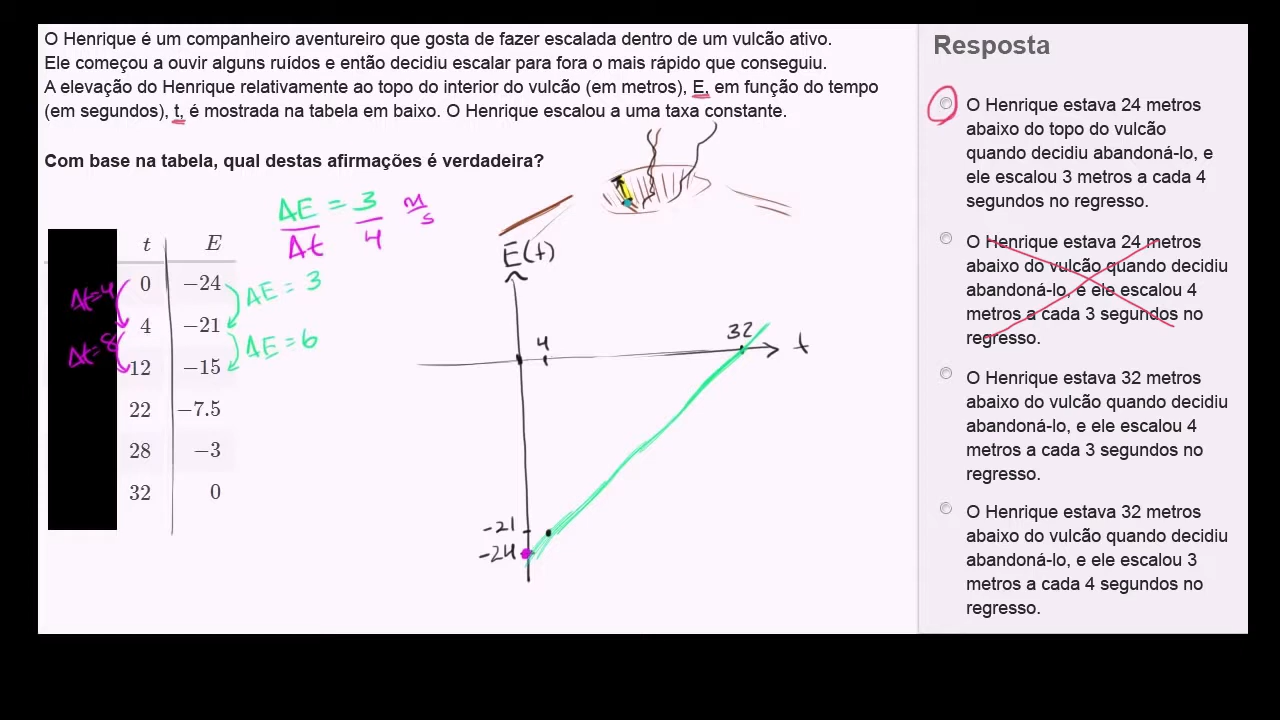 O Henrique é um companheiro aventureiro que gosta de fazer escalada dentro de um vulcão ativo.
Ele começou a ouvir alguns ruídos e então decidiu escalar para fora o mais rápido que conseguiu.
A elevação do Henrique relativamente ao topo do interior do vulcão (em metros), E, em função do tempo
(em segundos), t, é mostrada na tabela em baixo. O Henrique escalou a uma taxa constante.
Com base na tabela, qual destas afirmações é verdadeira?
ΔE = 3 M
Δt 4 s
t E
0 −24
4 −21
12 −15
22 −7.5
28 −3
32 0
Δt=4
Δt=8
ΔE = 3
ΔE = 6
E(t)
4
32
t
-21
-24
Resposta
O Henrique estava 24 metros
abaixo do topo do vulcão
quando decidiu abandoná-lo, e
ele escalou 3 metros a cada 4
segundos no regresso.
O Henrique estava 24 metros
abaixo do vulcão quando decidiu
abandoná-lo, e ele escalou 4
metros a cada 3 segundos no
regresso.
O Henrique estava 32 metros
abaixo do vulcão quando decidiu
abandoná-lo, e ele escalou 4
metros a cada 3 segundos no
regresso.
O Henrique estava 32 metros
abaixo do vulcão quando decidiu
abandoná-lo, e ele escalou 3
metros a cada 4 segundos no
regresso.